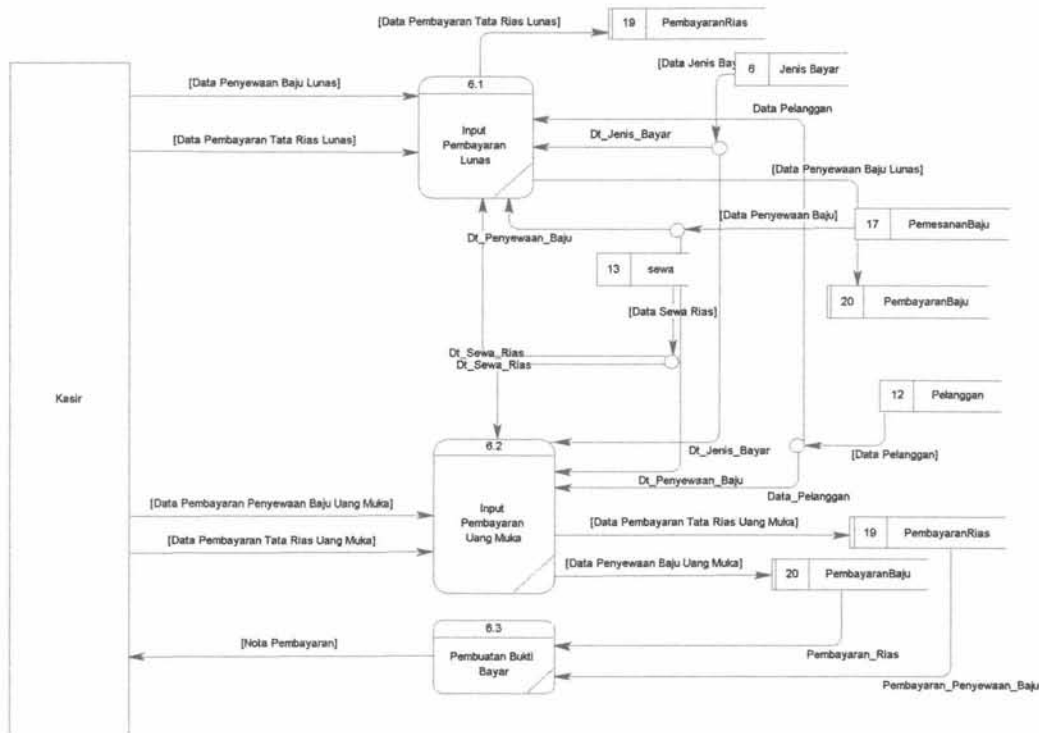 [Data Pembayaran Tata Rias Lunas]
19 PembayaranRias
[Data Jenis Bay
6 Jenis Bayar
[Data Penyewaan Baju Lunas]
6.1
Data Pelanggan
Input
Pembayaran
Lunas
Dt_Jenis_Bayar
[Data Pembayaran Tata Rias Lunas]
[Data Penyewaan Baju Lunas]
[Data Penyewaan Baju]
17 PemesananBaju
Dt_Penyewaan_Baju
13 sewa
20 PembayaranBaju
[Data Sewa Rias]
Dt_Sewa_Rias
Dt_Sewa_Rias
Kasir
12 Pelanggan
6.2
Dt_Jenis_Bayar
[Data Pelanggan]
Dt_Penyewaan_Baju
Data_Pelanggan
Input
Pembayaran
Uang Muka
[Data Pembayaran Penyewaan Baju Uang Muka]
[Data Pembayaran Tata Rias Uang Muka]
19 PembayaranRias
[Data Pembayaran Tata Rias Uang Muka]
[Data Penyewaan Baju Uang Muka]
20 PembayaranBaju
6.3
[Nota Pembayaran]
Pembuatan Bukti
Bayar
Pembayaran_Rias
Pembayaran_Penyewaan_Baju